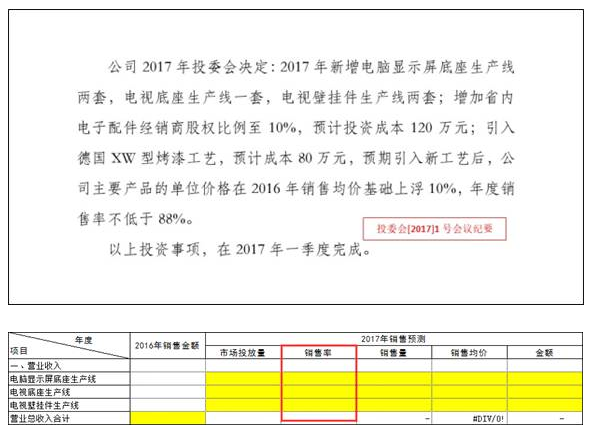 公司 2017 年投委会决定：2017 年新增电脑显示屏底座生产线
两套，电视底座生产线一套，电视壁挂件生产线两套；增加省内
电子配件经销商股权比例至 10%，预计投资成本 120 万元；引入
德国 XW 型烤漆工艺，预计成本 80 万元，预期引入新工艺后，公
司主要产品的单位价格在 2016 年销售均价基础上浮 10%，年度销
售率不低于 88%。
投委会[2017]1 号会议纪要
以上投资事项，在 2017 年一季度完成。
年度 2016年销售金额 2017年销售预测
项目 市场投放量 销售率 销售量 销售均价 金额
一、营业收入
电脑显示屏底座生产线
电视底座生产线
电视壁挂件生产线
营业总收入合计 - #DIV/0! -